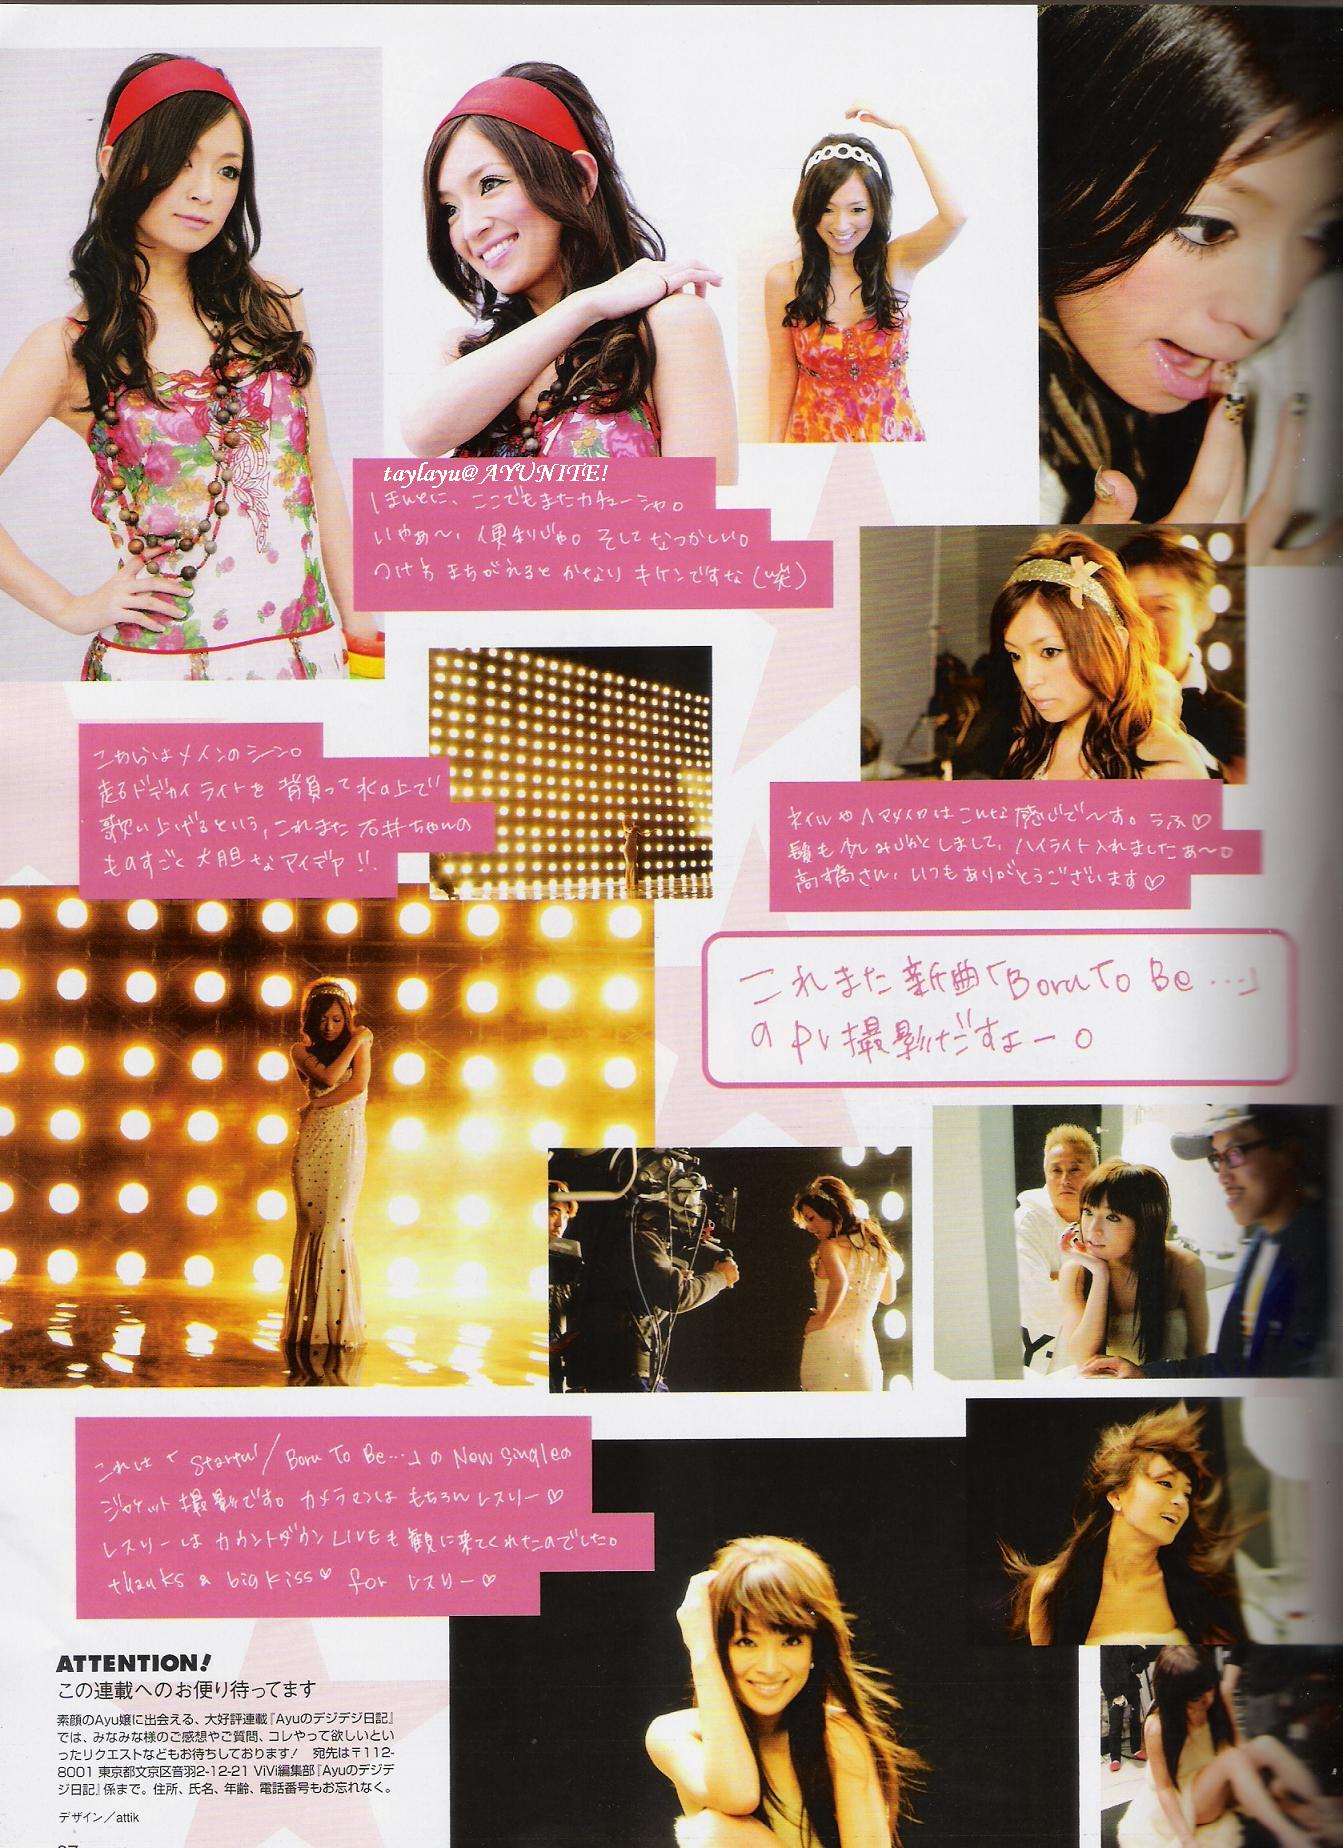 taylayu@AYUNITE!
ほんとに、ここでもまたカチューシャ。
いやぁ〜、便利じゃ。そしてなつかしい。
つけ方まちがえるとかなりキケンですな(笑)
こちらはメインのシーン。
走るドデカイライトを背負って水の上で
歌い上げるという、これまた石井ちゃんの
ものすごく大胆なアイデア!!
ネイルやヘアメイクはこんな感じで〜す。うふ♡
髪も少しみじかくしまして、ハイライト入れましたぁ〜。
高橋さん、いつもありがとうございます♡
これまた新曲「Born To Be…」
のpv撮影だすよー。
これは「startin'/Born To Be…」のNew Singleの
ジャケット撮影です。カメラマンはもちろんレスリー♡
レスリーはカウントダウンLIVEも観に来てくれたのでした。
thanks & big kiss♡ for レスリー♡
ATTENTION!
この連載へのお便り待ってます
素顔のAyu嬢に出会える、大好評連載『Ayuのデジデジ日記』
では、みなみな様のご感想やご質問、コレやって欲しいとい
ったリクエストなどもお待ちしております! 宛先は〒112-
8001 東京都文京区音羽2-12-21 ViVi編集部『Ayuのデジデ
ジ日記』係まで。住所、氏名、年齢、電話番号もお忘れなく。
デザイン/attik